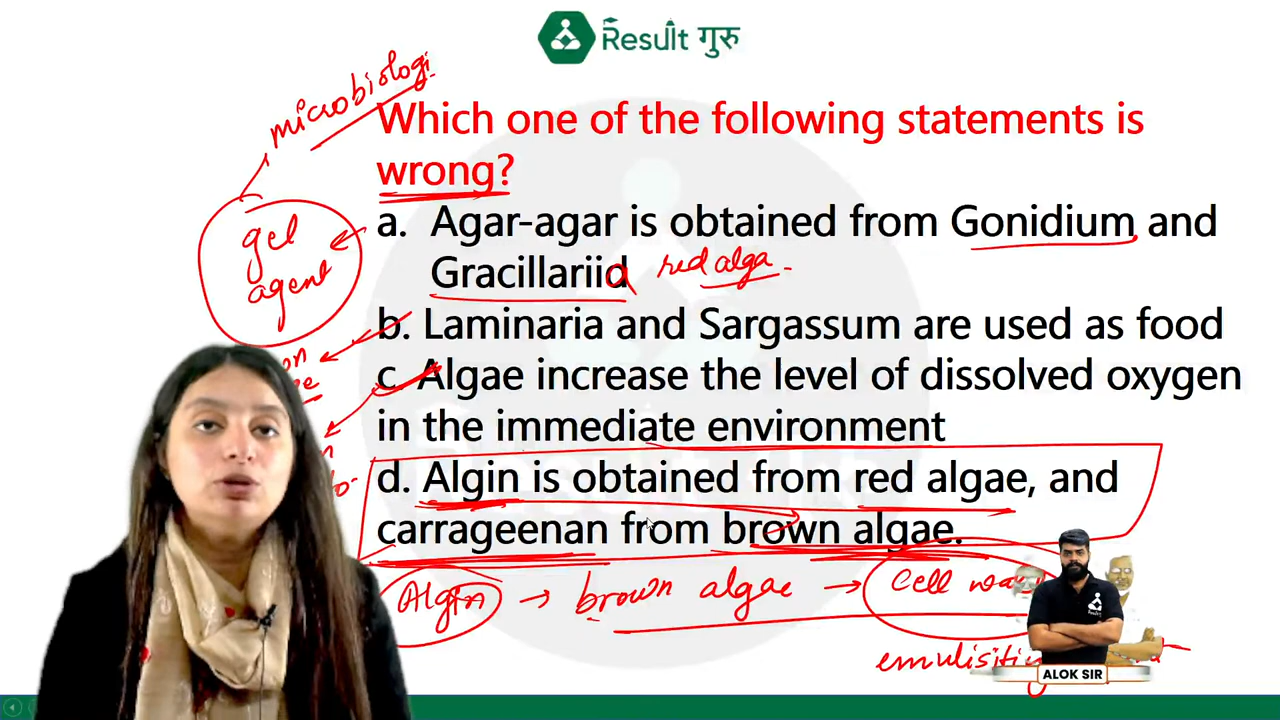 Result गुरु
microbiologi
Which one of the following statements is
wrong?
gel
agent
a. Agar-agar is obtained from Gonidium and
Gracillariid
red alga
b. Laminaria and Sargassum are used as food
c. Algae increase the level of dissolved oxygen
in the immediate environment
d. Algin is obtained from red algae, and
carrageenan from brown algae.
Algin → brown algae → Cell
ALOK SIR